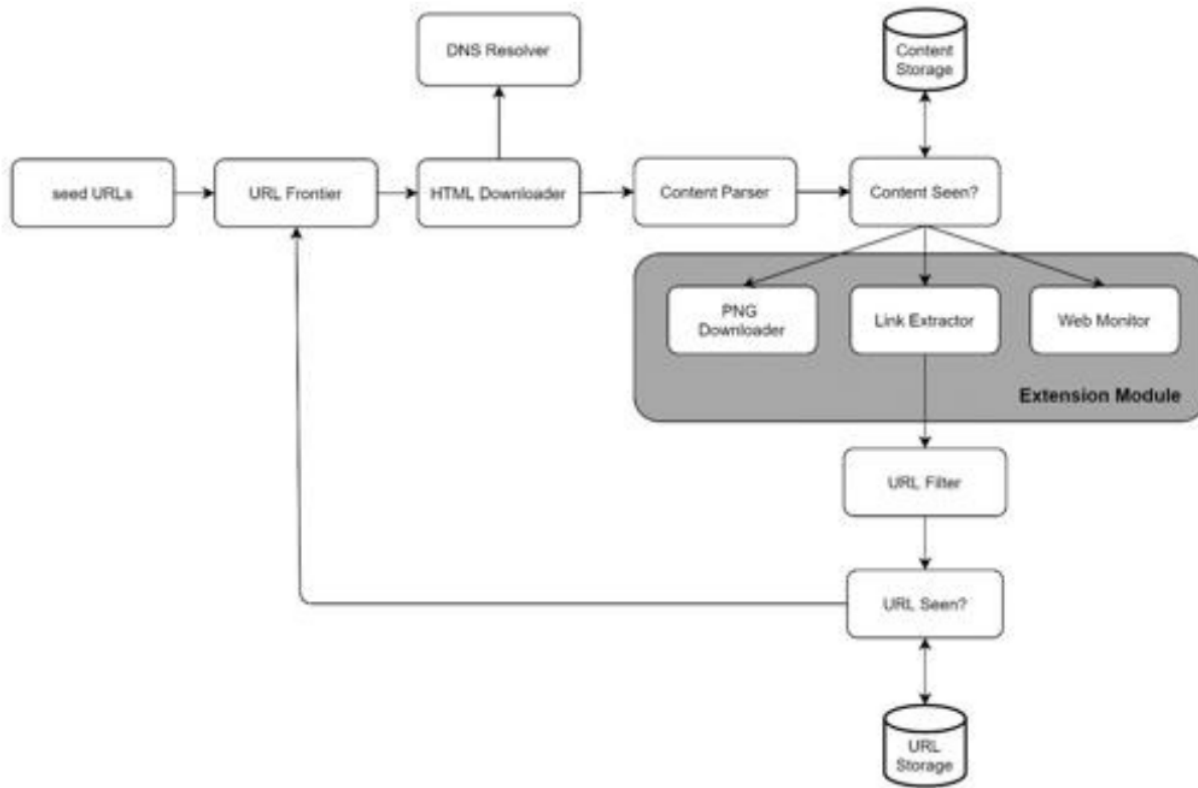 DNS Resolver
Content
Storage
seed URLs
URL Frontier
HTML Downloader
Content Parser
Content Seen?
PNG
Downloader
Link Extractor
Web Monitor
Extension Module
URL Filter
URL Seen?
URL
Storage